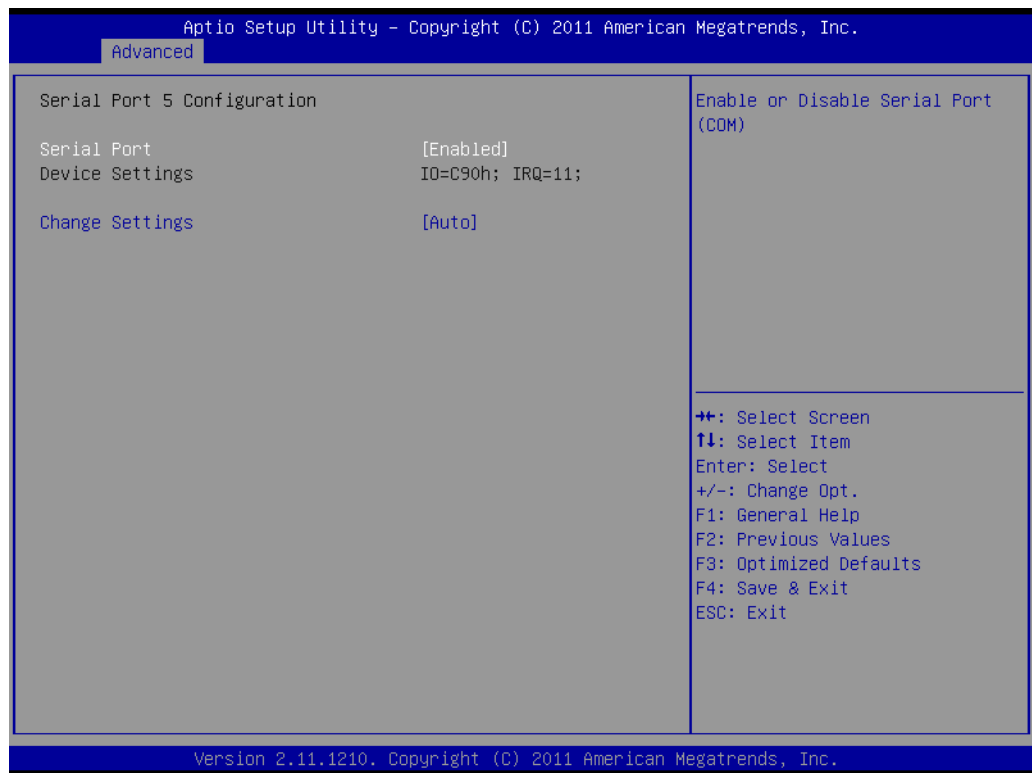 Aptio Setup Utility – Copyright (C) 2011 American Megatrends, Inc.
Advanced
Serial Port 5 Configuration
Serial Port [Enabled]
Device Settings IO=C90h; IRQ=11;
Change Settings [Auto]
Enable or Disable Serial Port
(COM)
→←: Select Screen
↑↓: Select Item
Enter: Select
+/-: Change Opt.
F1: General Help
F2: Previous Values
F3: Optimized Defaults
F4: Save & Exit
ESC: Exit
Version 2.11.1210. Copyright (C) 2011 American Megatrends, Inc.